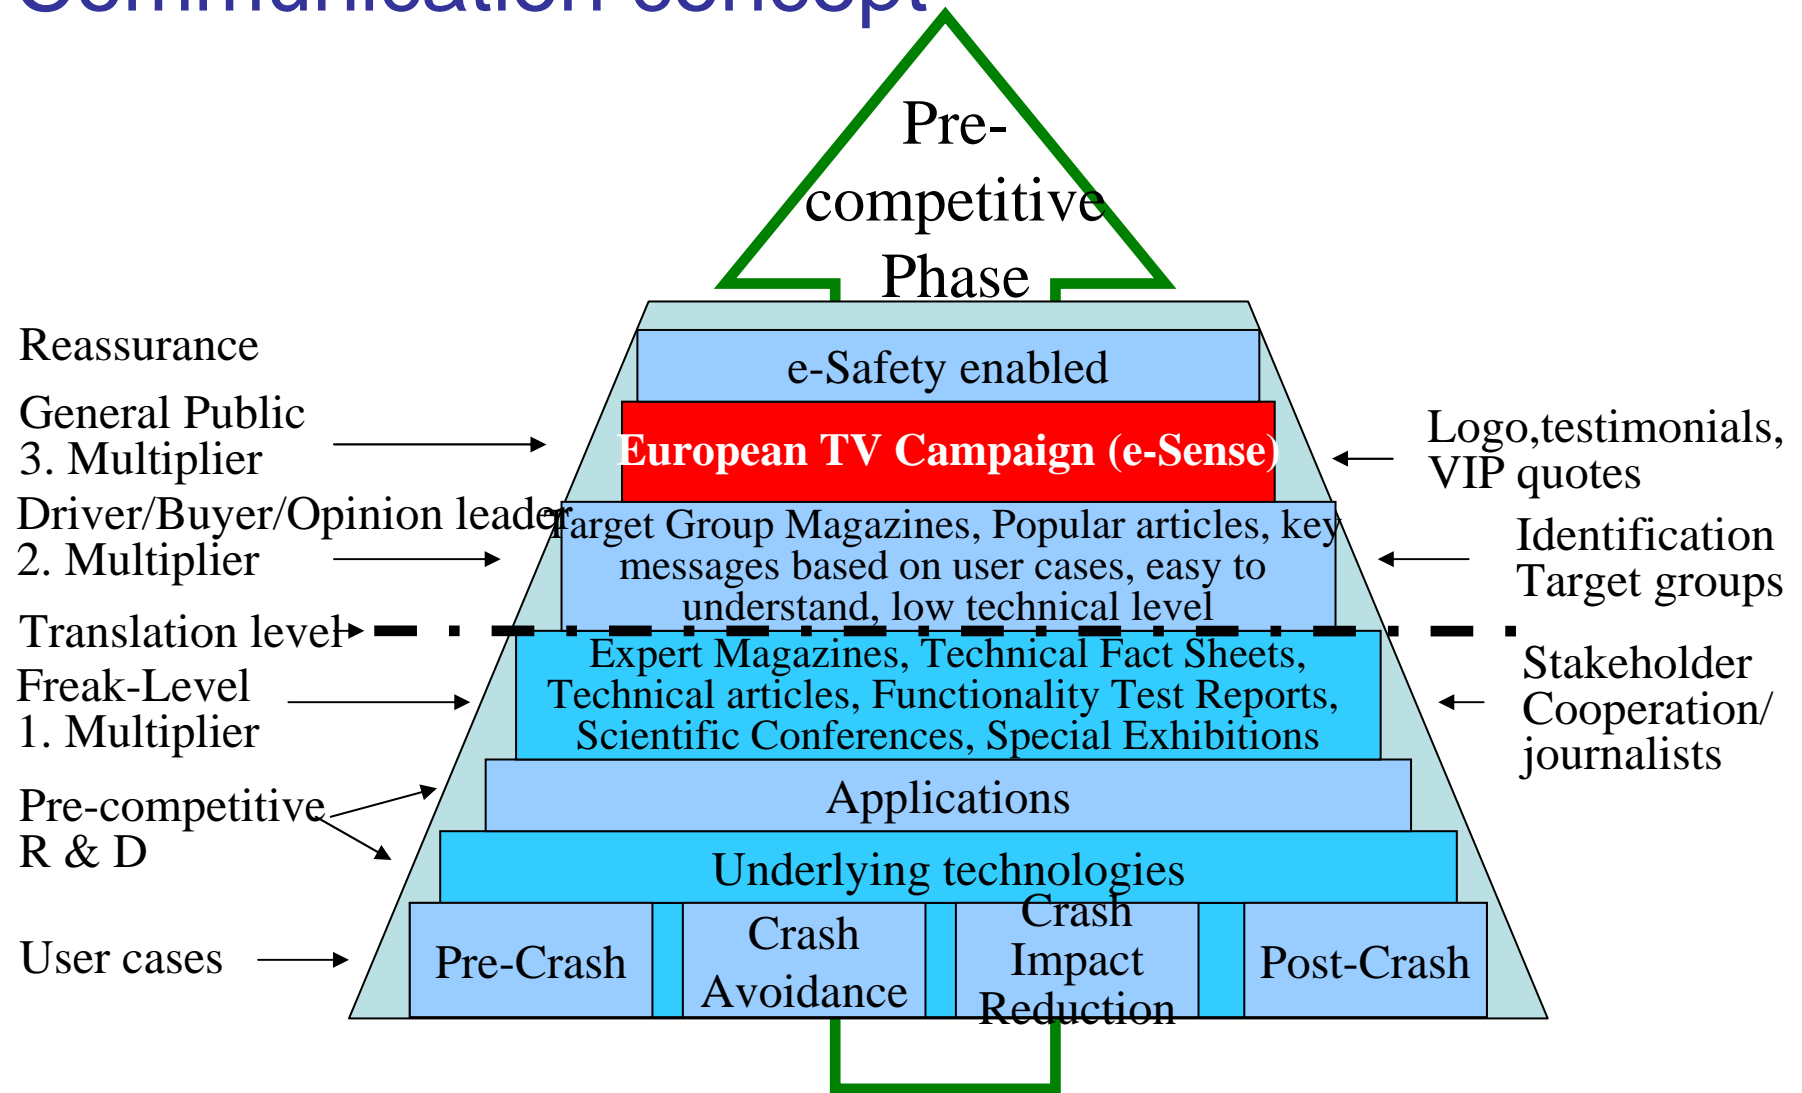 Communication concept
Pre-
competitive
Phase
Reassurance
e-Safety enabled
General Public
3. Multiplier
European TV Campaign (e-Sense)
Logo,testimonials,
VIP quotes
Driver/Buyer/Opinion leader
2. Multiplier
Target Group Magazines, Popular articles, key
messages based on user cases, easy to
understand, low technical level
Identification
Target groups
Translation level
Freak-Level
1. Multiplier
Expert Magazines, Technical Fact Sheets,
Technical articles, Functionality Test Reports,
Scientific Conferences, Special Exhibitions
Stakeholder
Cooperation/
journalists
Pre-competitive
R & D
Applications
Underlying technologies
User cases
Pre-Crash
Crash
Avoidance
Crash
Impact
Reduction
Post-Crash